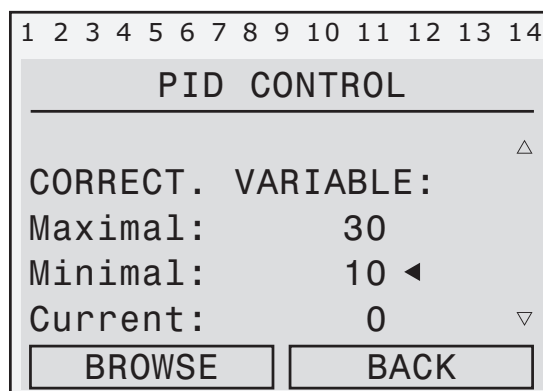 1 2 3 4 5 6 7 8 9 10 11 12 13 14
PID CONTROL
CORRECT. VARIABLE:
Maximal: 30
Minimal: 10
Current: 0
BROWSE BACK